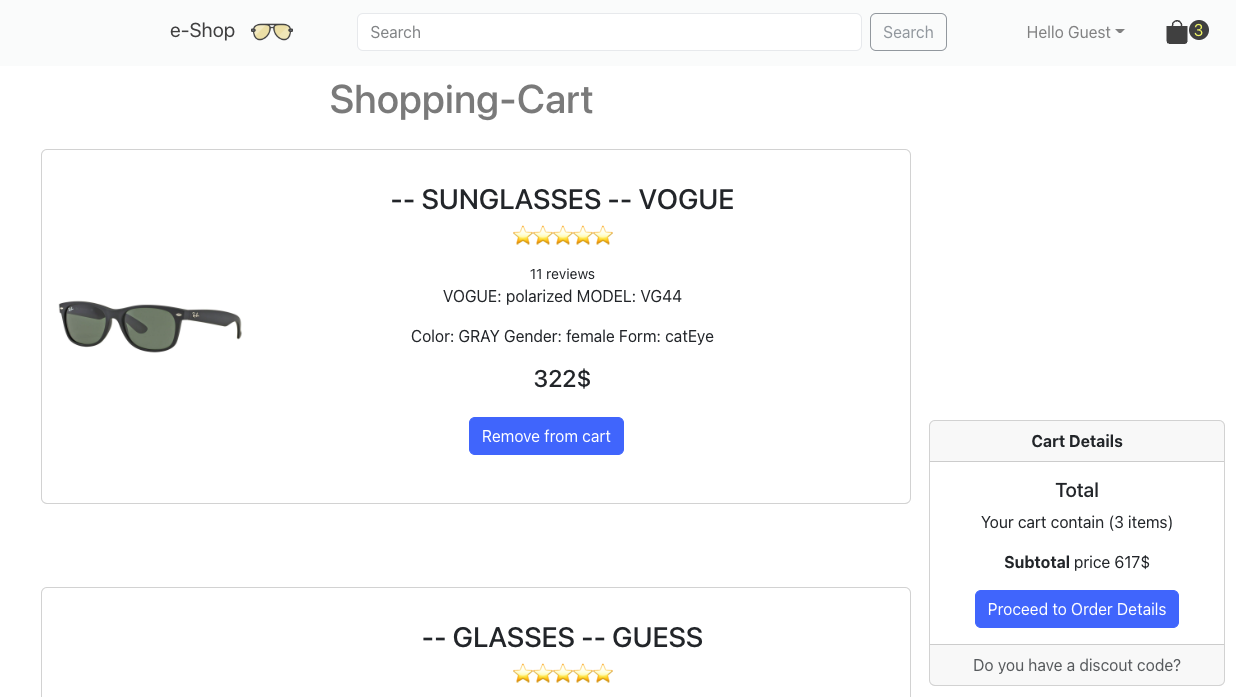 e-Shop
Search
Search
Hello Guest
3
Shopping-Cart
-- SUNGLASSES -- VOGUE
11 reviews
VOGUE: polarized MODEL: VG44
Color: GRAY Gender: female Form: catEye
322$
Remove from cart
Cart Details
Total
Your cart contain (3 items)
Subtotal price 617$
Proceed to Order Details
Do you have a discout code?
-- GLASSES -- GUESS